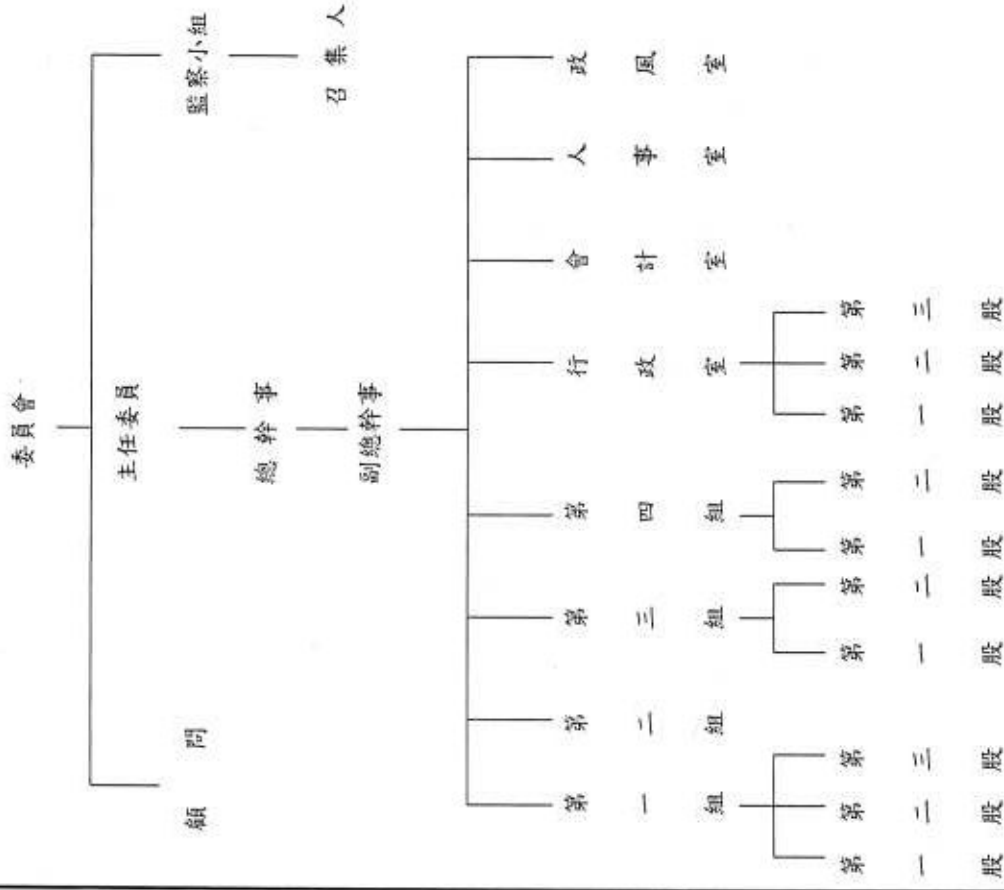 委員會
主任委員
顧問
監察小組
召集人
總幹事
副總幹事
第一組
第二組
第三組
第四組
行政室
會計室
人事室
政風室
第一股
第二股
第三股
第一股
第二股
第一股
第二股
第一股
第二股
第三股